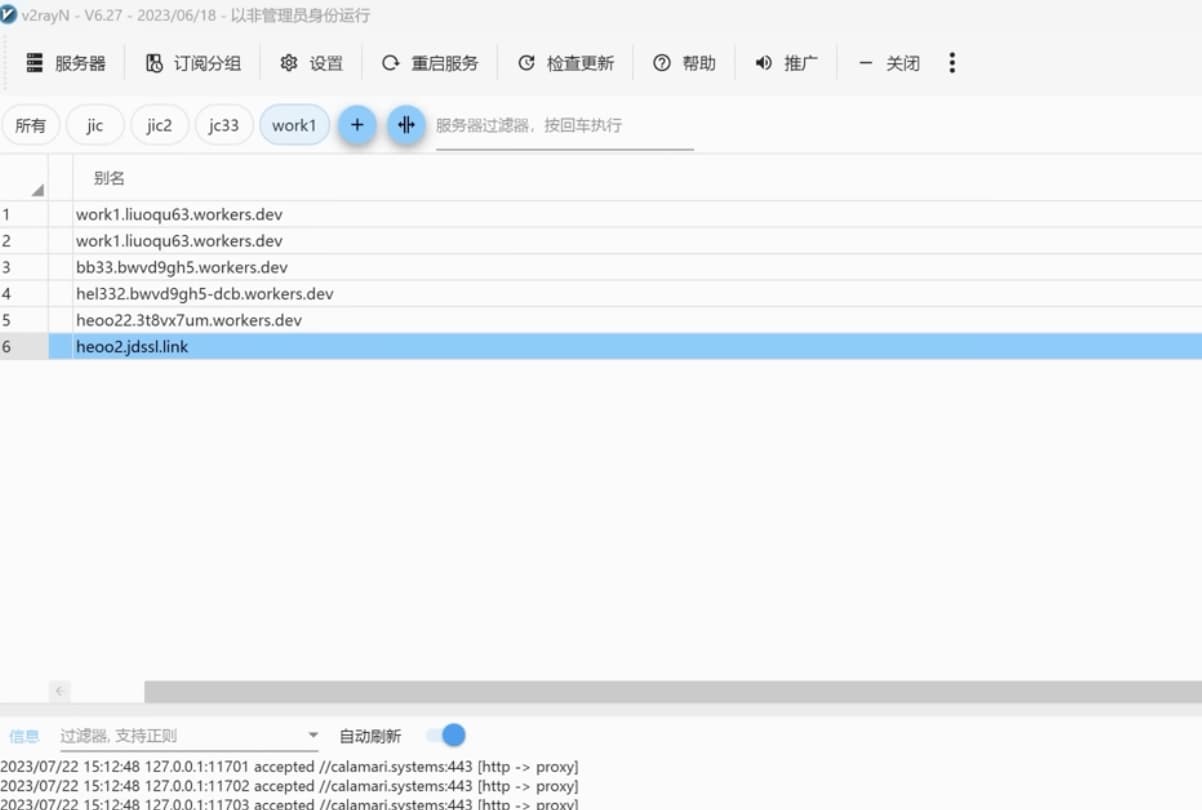 v2rayN - V6.27 - 2023/06/18 - 以非管理员身份运行
服务器 订阅分组 设置 重启服务 检查更新 帮助 推广 关闭
所有 jic jic2 jc33 work1 服务器过滤器，按回车执行
别名
1 work1.liuoqu63.workers.dev
2 work1.liuoqu63.workers.dev
3 bb33.bwvd9gh5.workers.dev
4 hel332.bwvd9gh5-dcb.workers.dev
5 heoo22.3t8vx7um.workers.dev
6 heoo2.jdssl.link
信息 过滤器, 支持正则 自动刷新
2023/07/22 15:12:48 127.0.0.1:11701 accepted //calamari.systems:443 [http -> proxy]
2023/07/22 15:12:48 127.0.0.1:11702 accepted //calamari.systems:443 [http -> proxy]
2023/07/22 15:12:48 127.0.0.1:11703 accepted //calamari.systems:443 [http -> proxy]